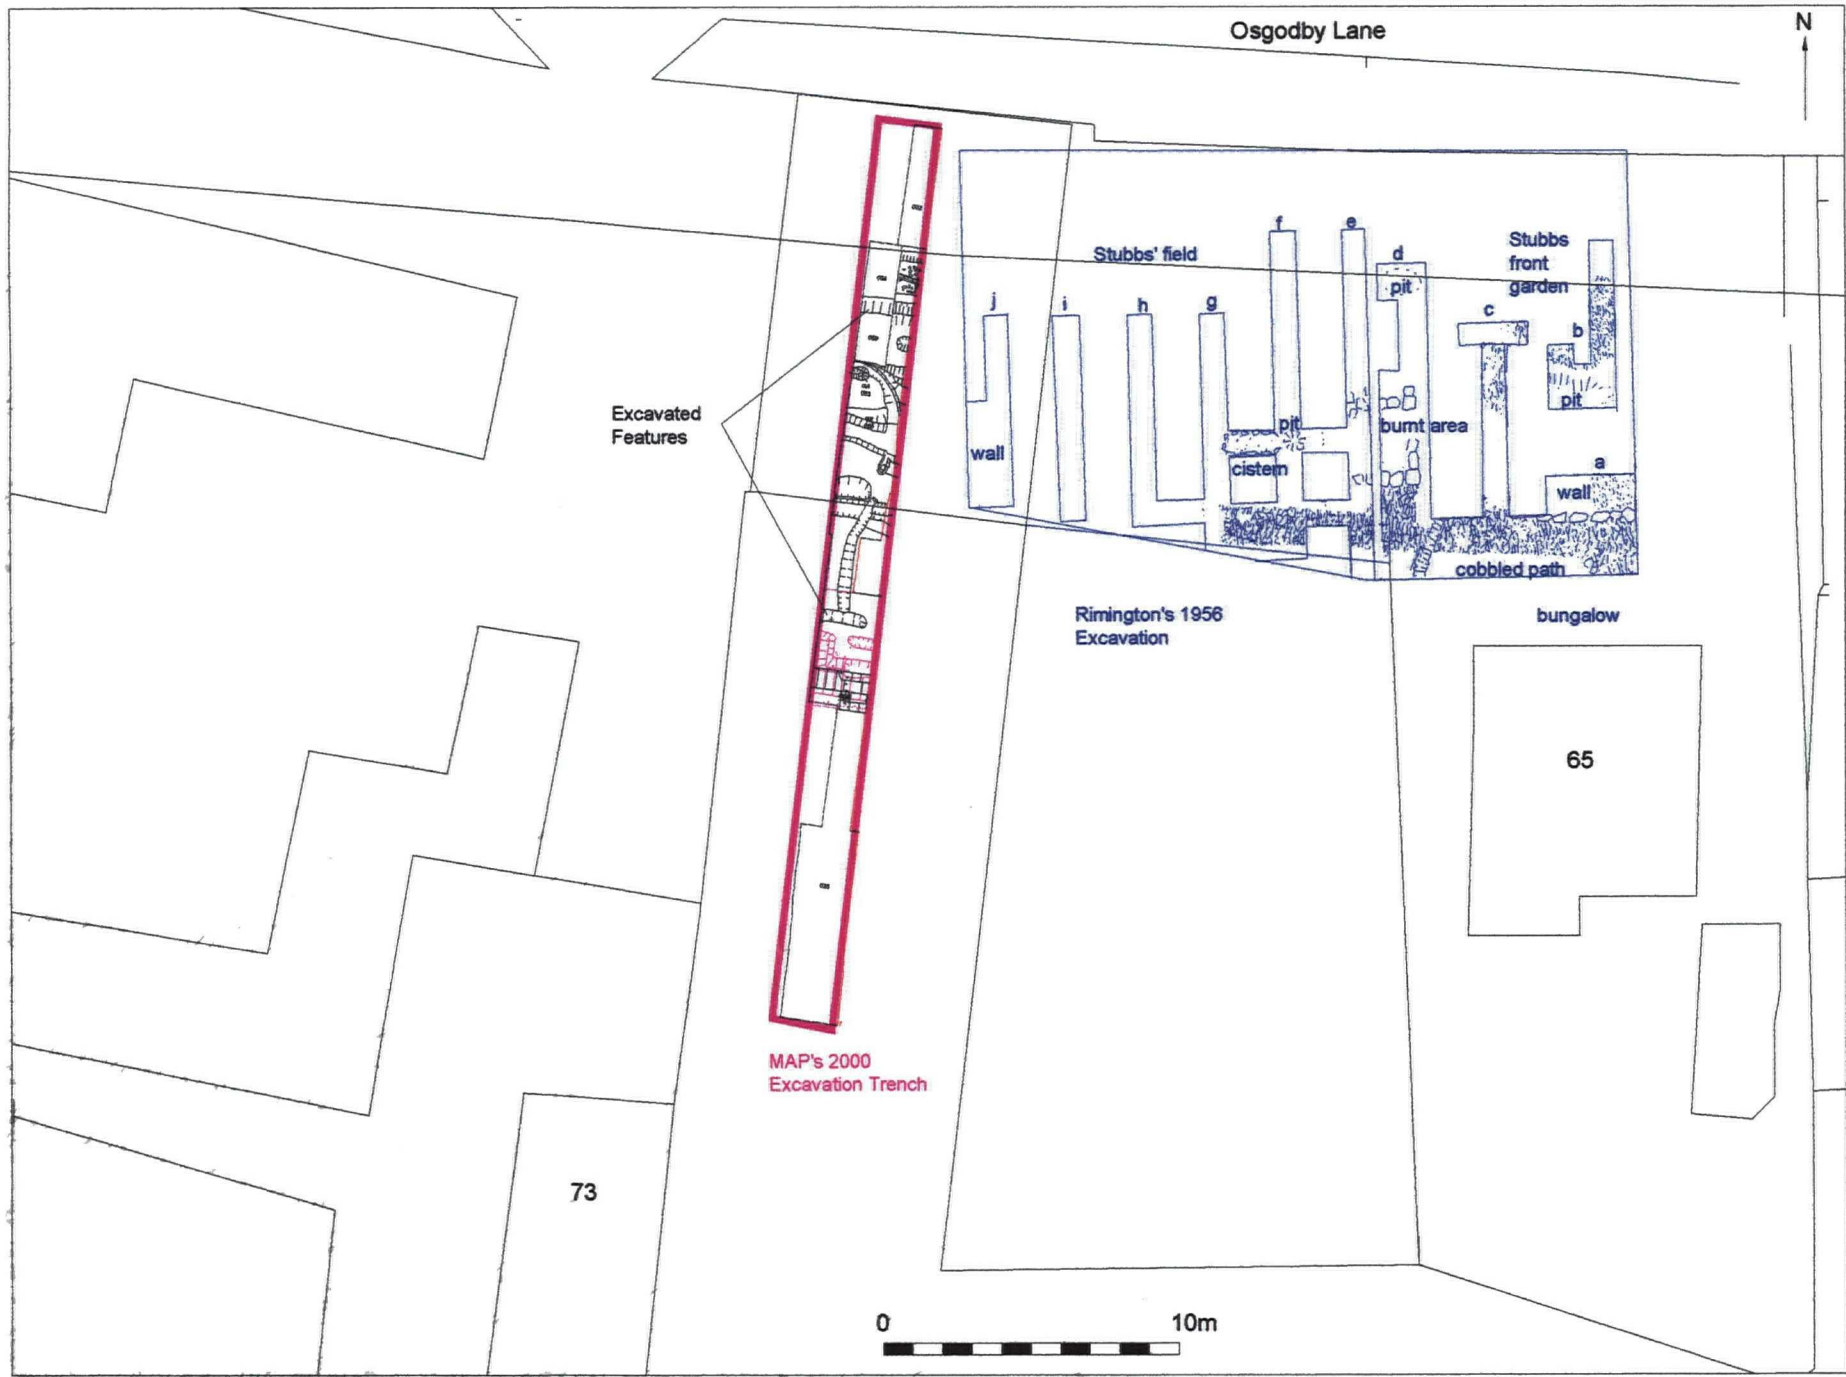 Osgodby Lane
N
Stubbs' field
f
e
d
pit
Stubbs
front
garden
j
i
h
g
c
b
pit
Excavated
Features
wall
pit
cistern
burnt area
a
wall
cobbled path
Rimington's 1956
Excavation
bungalow
65
MAP's 2000
Excavation Trench
73
0
10m